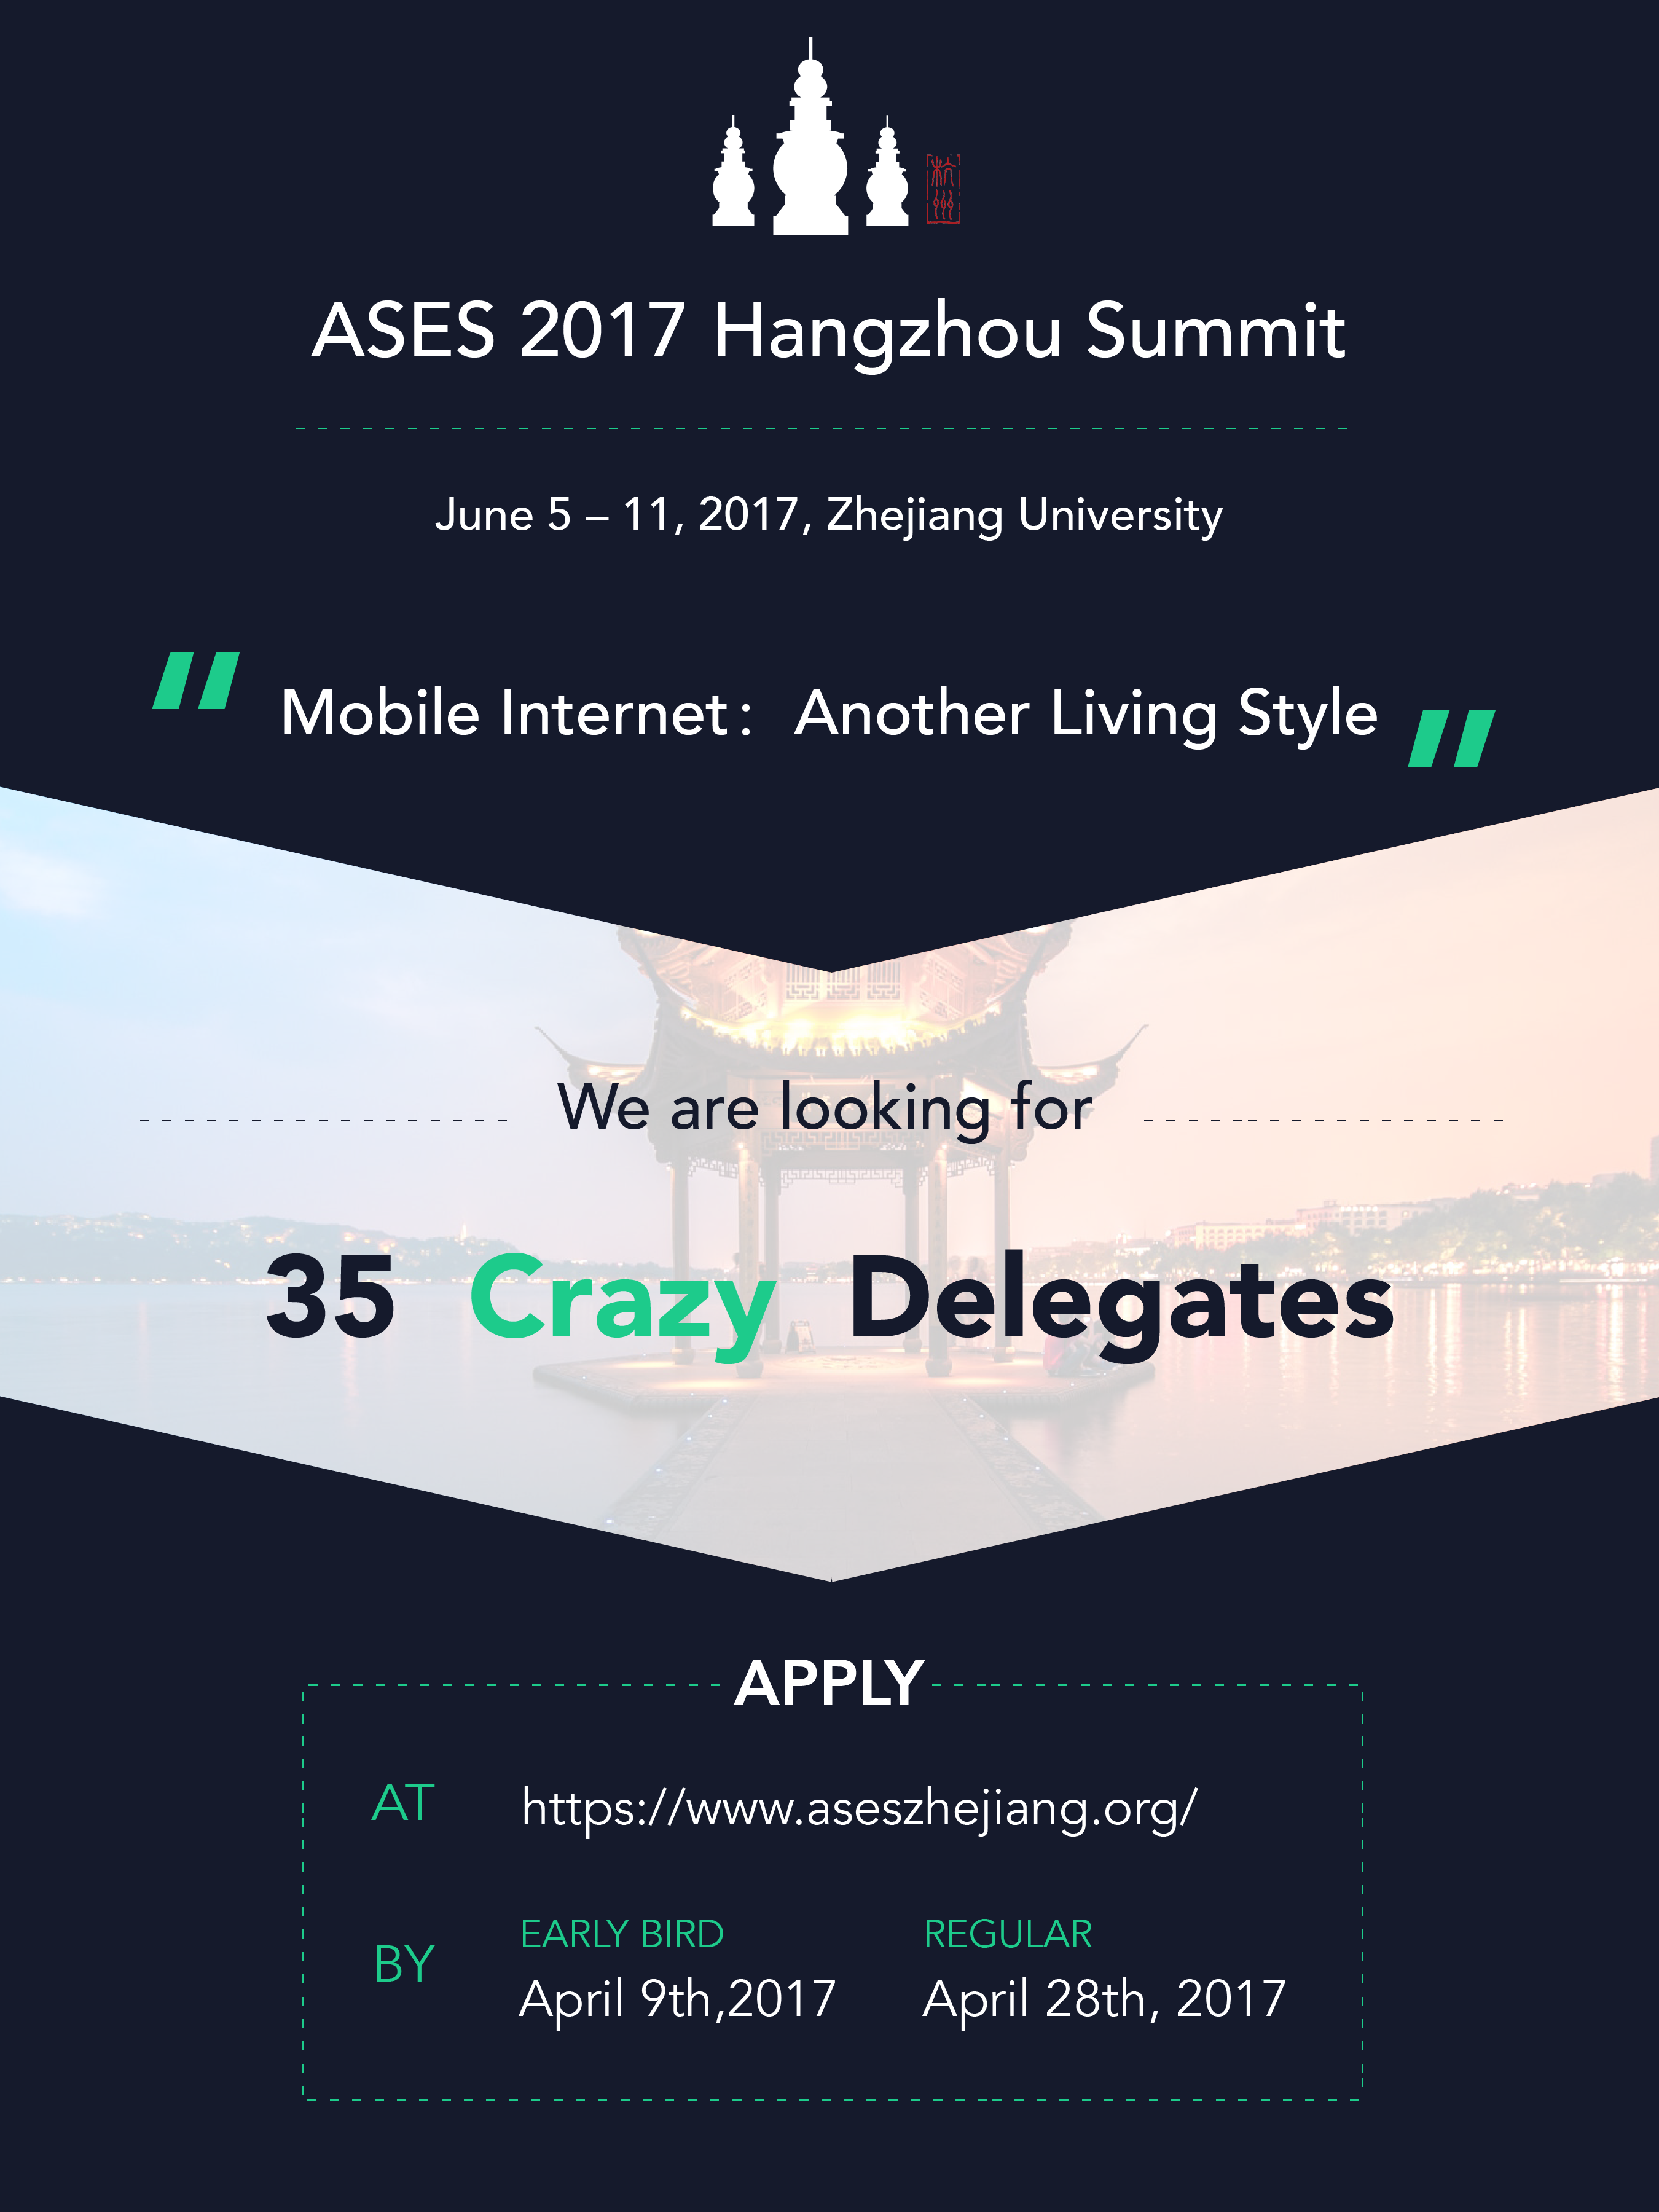 杭州
ASES 2017 Hangzhou Summit
June 5 – 11, 2017, Zhejiang University
"Mobile Internet: Another Living Style"
We are looking for
35 Crazy Delegates
APPLY
AT https://www.aseszhejiang.org/
EARLY BIRD REGULAR
BY
April 9th,2017 April 28th, 2017